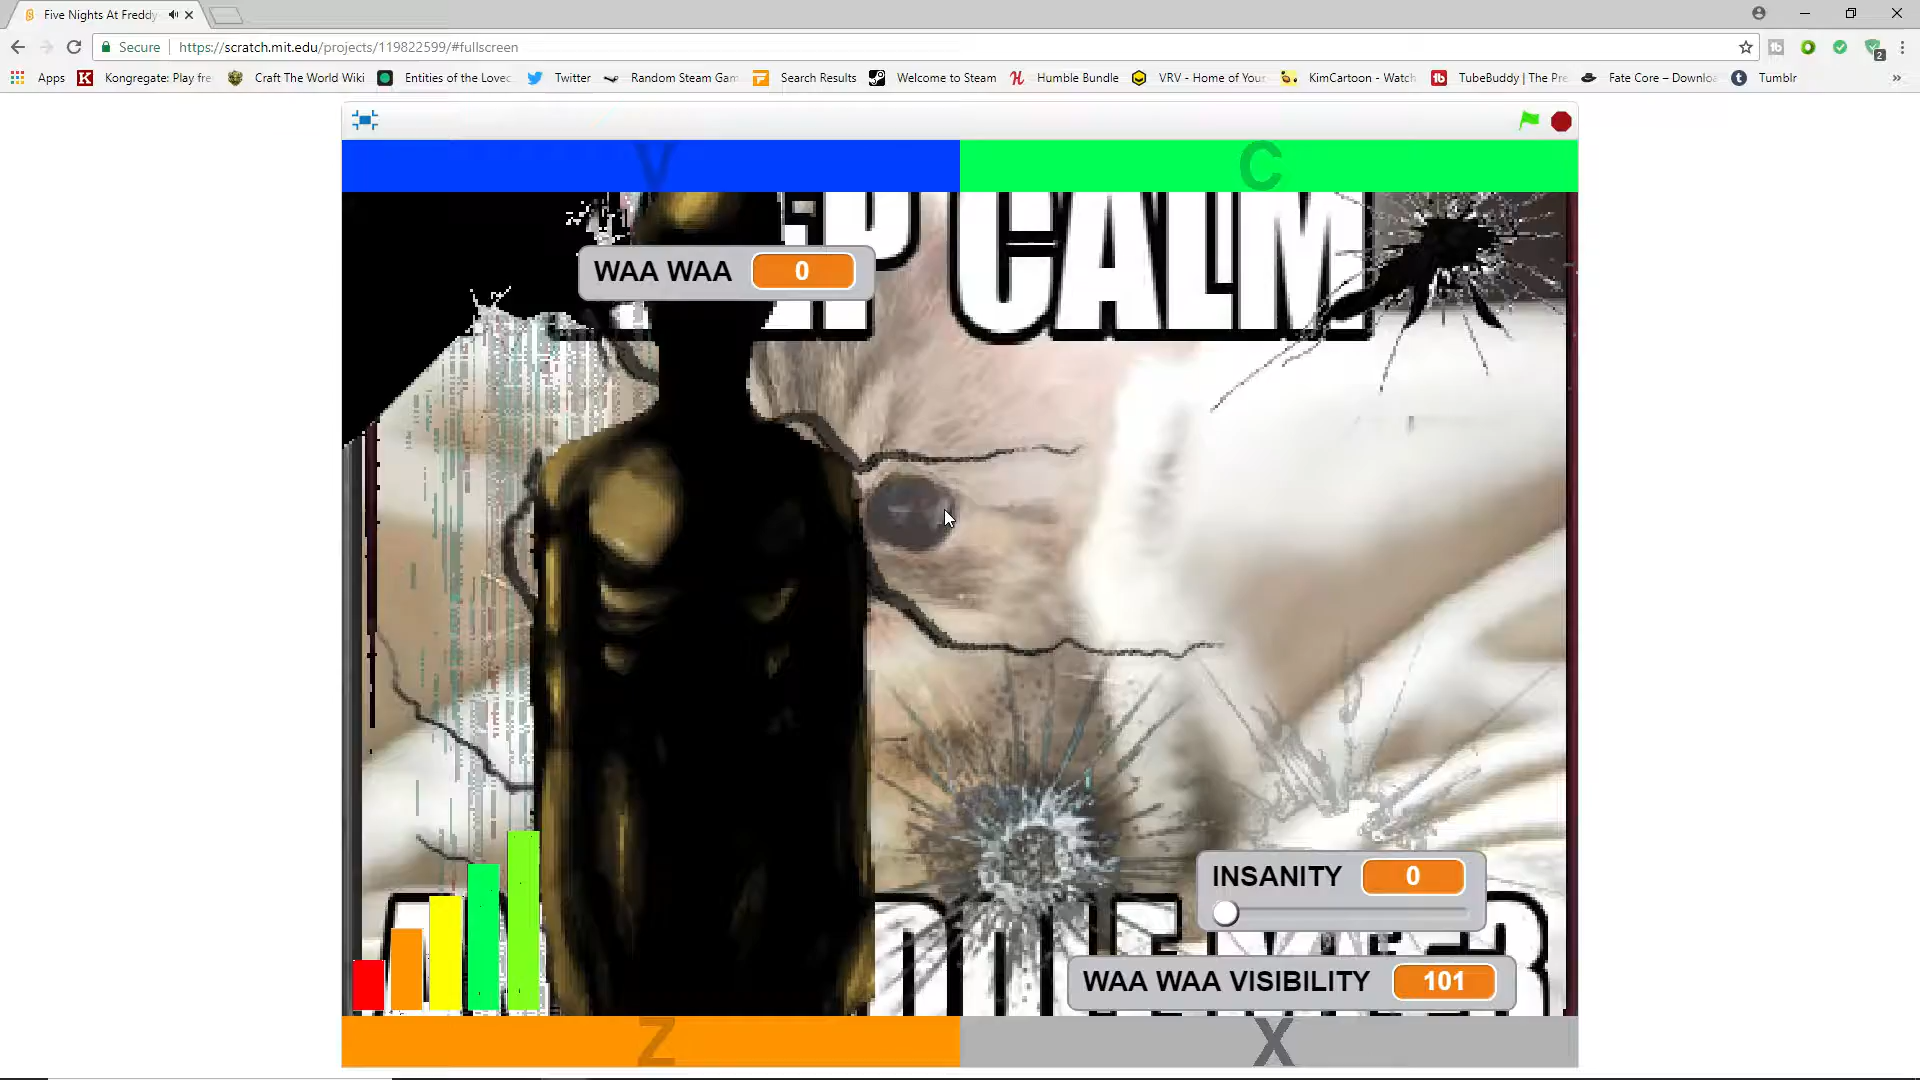 Five Nights At Freddy
Secure
https://scratch.mit.edu/projects/119822599/#fullscreen
Apps
Kongregate: Play fre
Craft The World Wiki
Entities of the Lovec
Twitter
Random Steam Gam
Search Results
Welcome to Steam
Humble Bundle
VRV - Home of Your
KimCartoon - Watch
TubeBuddy | The Pre
Fate Core – Downloa
Tumblr
2
V
C
EP CALM
WAA WAA 0
INSANITY 0
WAA WAA VISIBILITY 101
Z
X